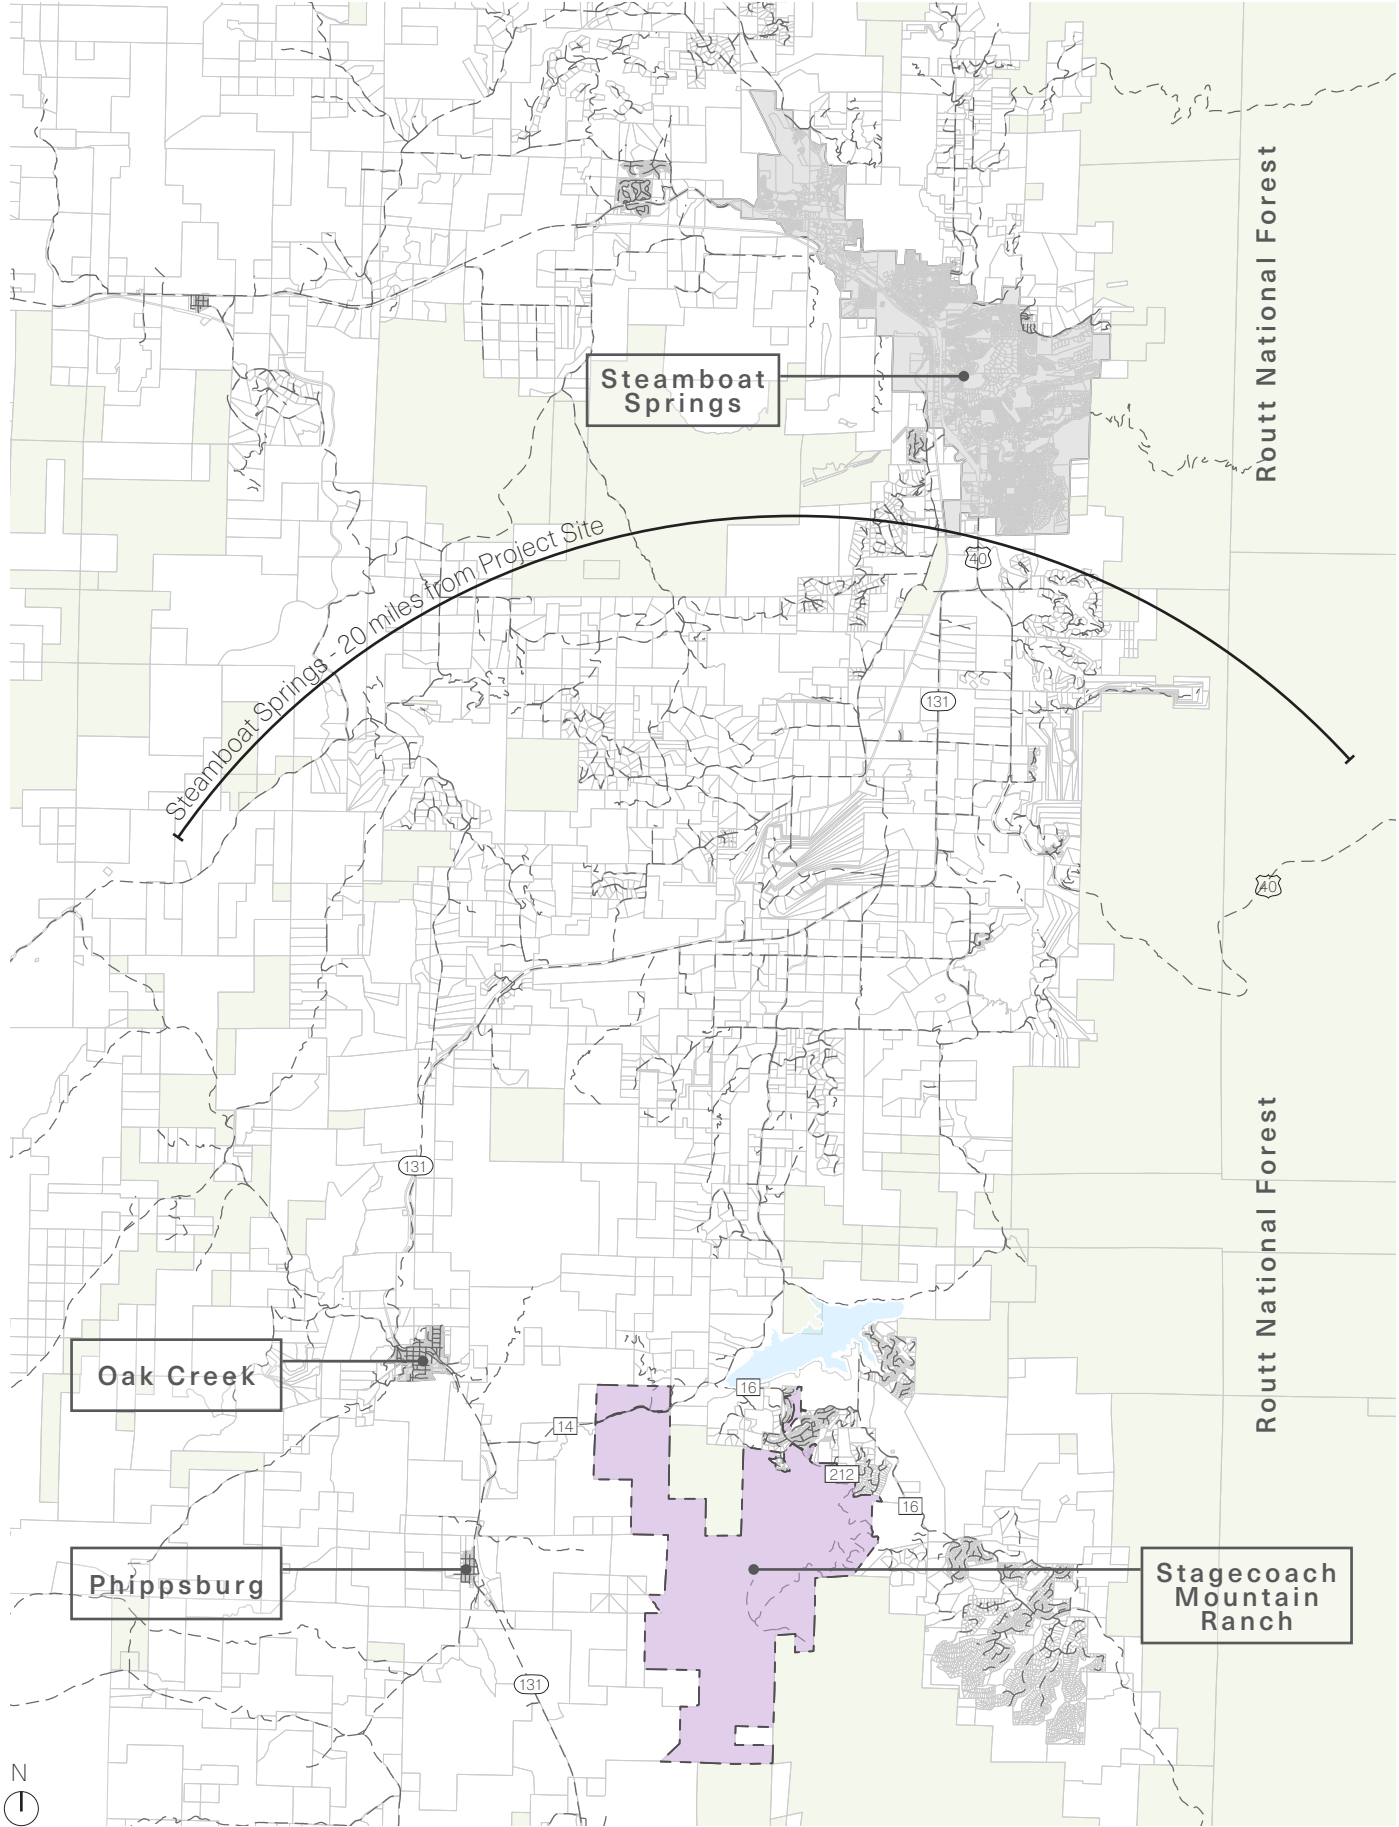 Routt National Forest
Steamboat
Springs
Steamboat Springs - 20 miles from Project Site
40
131
40
131
Routt National Forest
Oak Creek
16
14
212
16
Phippsburg
Stagecoach
Mountain
Ranch
131
N